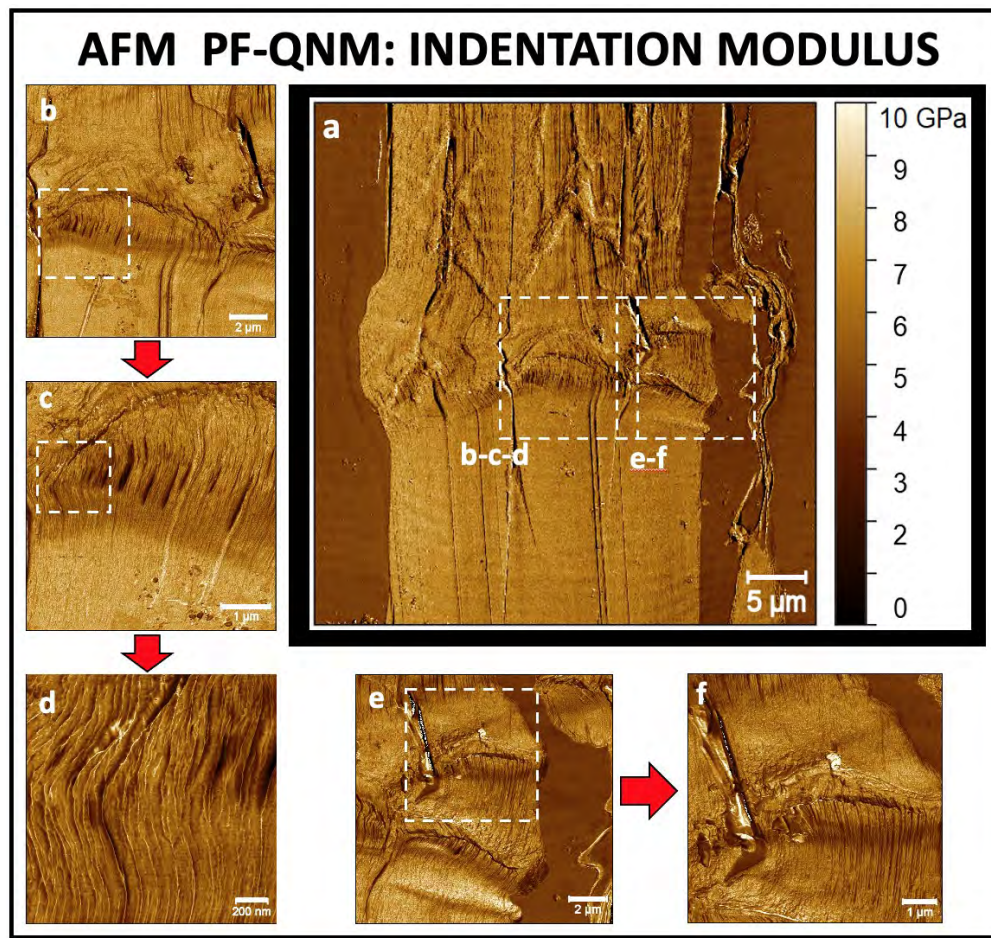 AFM PF-QNM: INDENTATION MODULUS
b
2 µm
a
10 GPa
9
8
7
6
5
4
3
2
1
0
b-c-d
e-f
5 µm
c
1 µm
d
200 nm
e
2 µm
f
1 µm